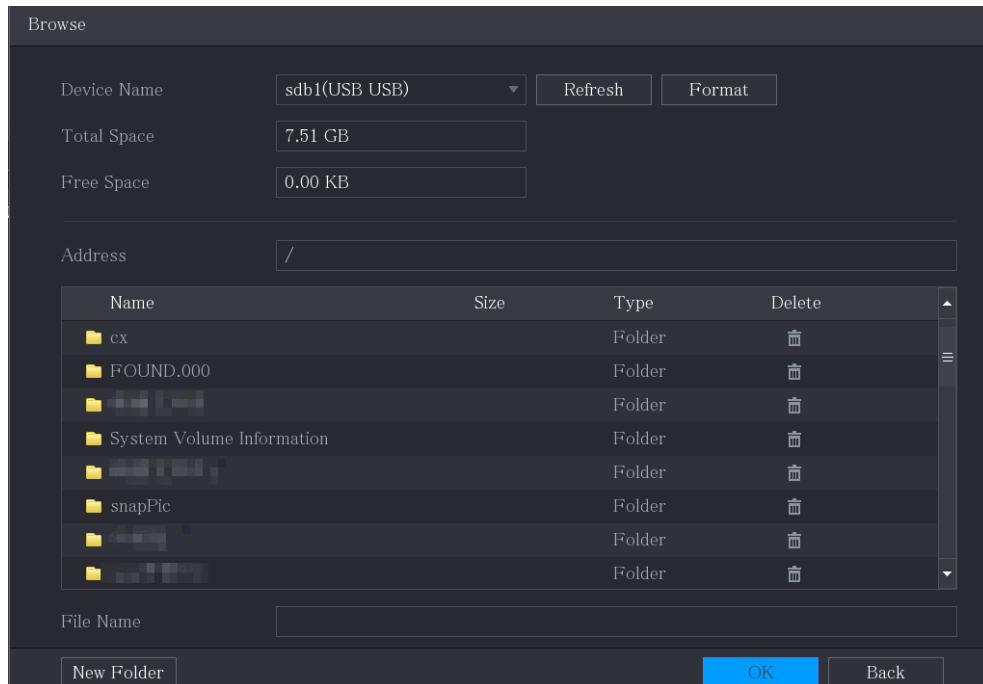 Browse
Device Name sdb1(USB USB) Refresh Format
Total Space 7.51 GB
Free Space 0.00 KB
Address /
Name Size Type Delete
cx Folder
FOUND.000 Folder
Folder
System Volume Information Folder
Folder
snapPic Folder
Folder
Folder
File Name
New Folder OK Back